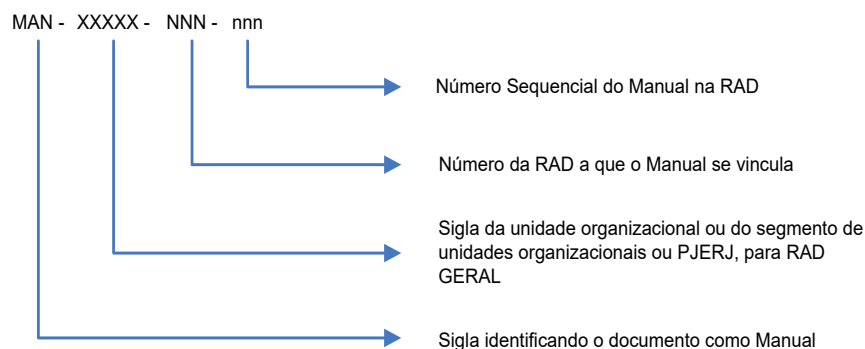 MAN - XXXXX - NNN - nnn
Número Sequencial do Manual na RAD
Número da RAD a que o Manual se vincula
Sigla da unidade organizacional ou do segmento de
unidades organizacionais ou PJERJ, para RAD
GERAL
Sigla identificando o documento como Manual